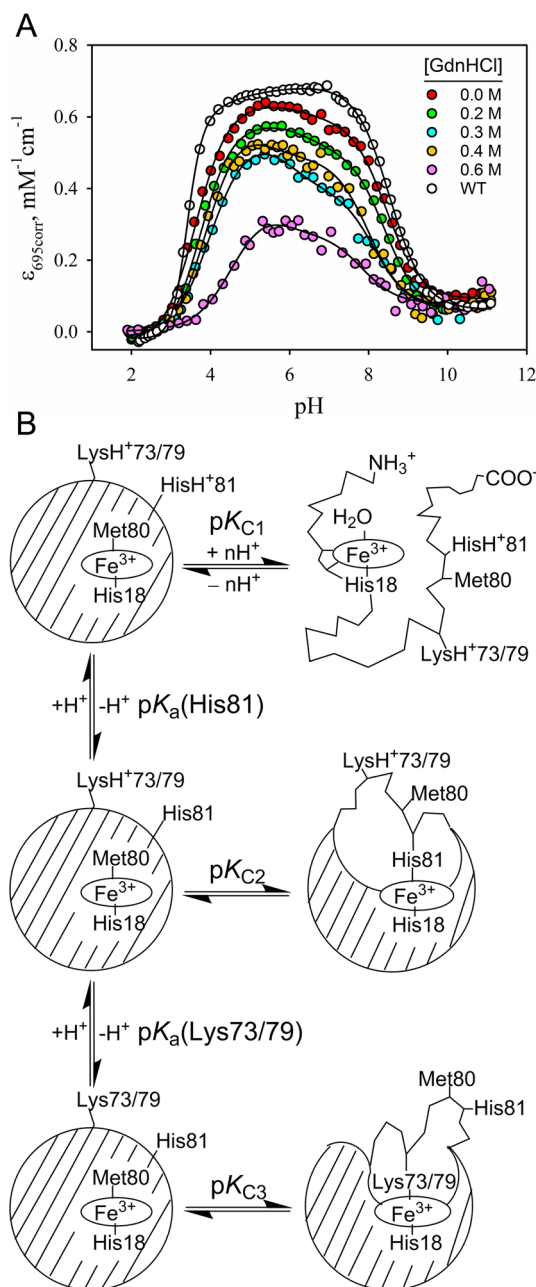 A
0.8
0.6
0.4
0.2
0.0
ε695corr, mM⁻¹ cm⁻¹
2 4 6 8 10 12
pH
[GdnHCl]
0.0 M
0.2 M
0.3 M
0.4 M
0.6 M
WT
B
LysH⁺73/79
HisH⁺81
Met80
Fe³⁺
His18
pKC1
+ nH⁺
− nH⁺
NH₃⁺
COO⁻
H₂O
Fe³⁺
His18
HisH⁺81
Met80
LysH⁺73/79
+H⁺ -H⁺ pKa(His81)
LysH⁺73/79
His81
Met80
Fe³⁺
His18
pKC2
LysH⁺73/79
Met80
His81
Fe³⁺
His18
+H⁺ -H⁺ pKa(Lys73/79)
Lys73/79
His81
Met80
Fe³⁺
His18
pKC3
Met80
His81
Lys73/79
Fe³⁺
His18